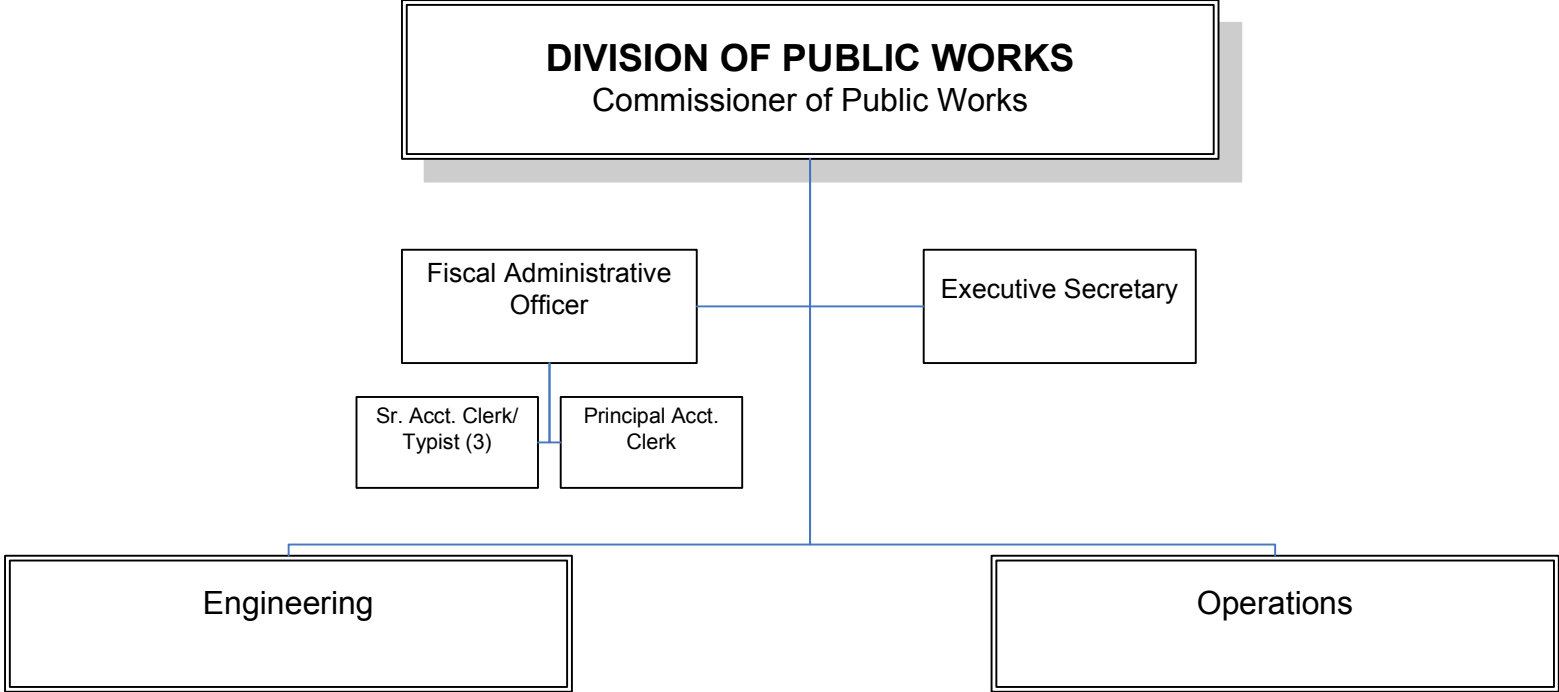 DIVISION OF PUBLIC WORKS
Commissioner of Public Works
Fiscal Administrative
Officer
Executive Secretary
Sr. Acct. Clerk/
Typist (3)
Principal Acct.
Clerk
Engineering
Operations